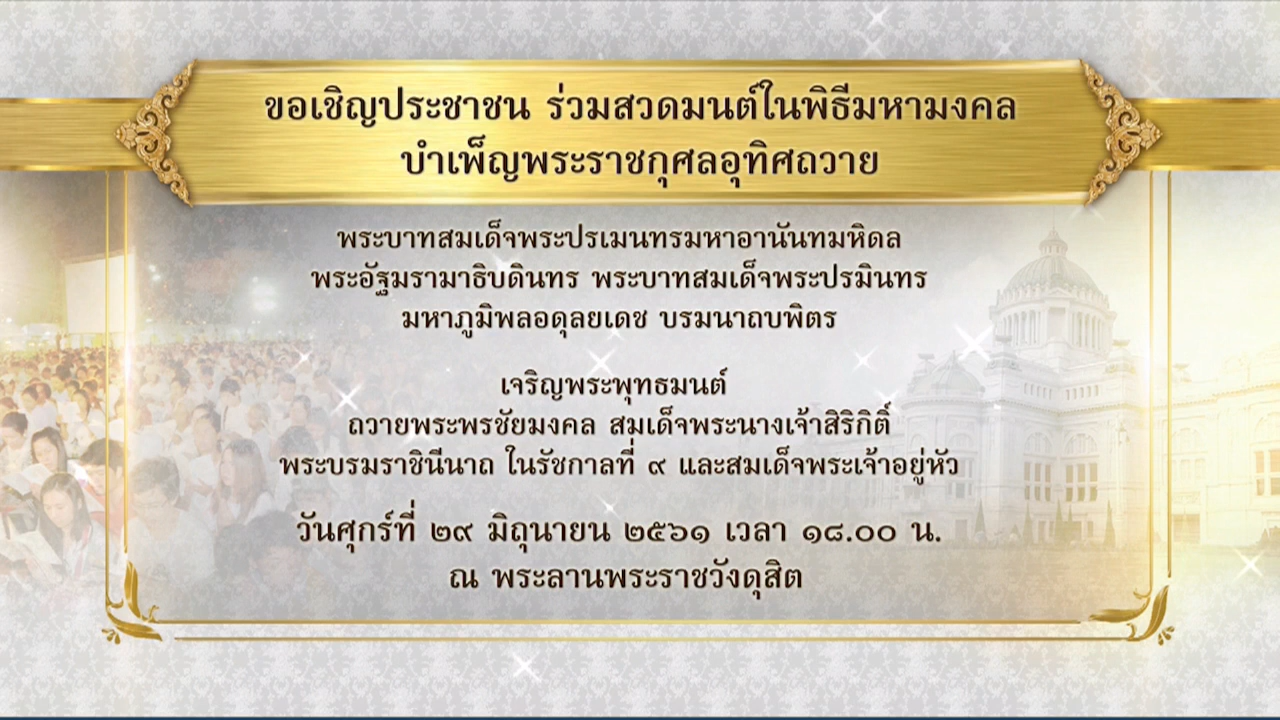 ขอเชิญประชาชน ร่วมสวดมนต์ในพิธีมหามงคล
บำเพ็ญพระราชกุศลอุทิศถวาย
พระบาทสมเด็จพระปรเมนทรมหาอานันทมหิดล
พระอัฐมรามาธิบดินทร พระบาทสมเด็จพระปรมินทร
มหาภูมิพลอดุลยเดช บรมนาถบพิตร
เจริญพระพุทธมนต์
ถวายพระพรชัยมงคล สมเด็จพระนางเจ้าสิริกิติ์
พระบรมราชินีนาถ ในรัชกาลที่ ๙ และสมเด็จพระเจ้าอยู่หัว
วันศุกร์ที่ ๒๙ มิถุนายน ๒๕๖๑ เวลา ๑๘.๐๐ น.
ณ พระลานพระราชวังดุสิต